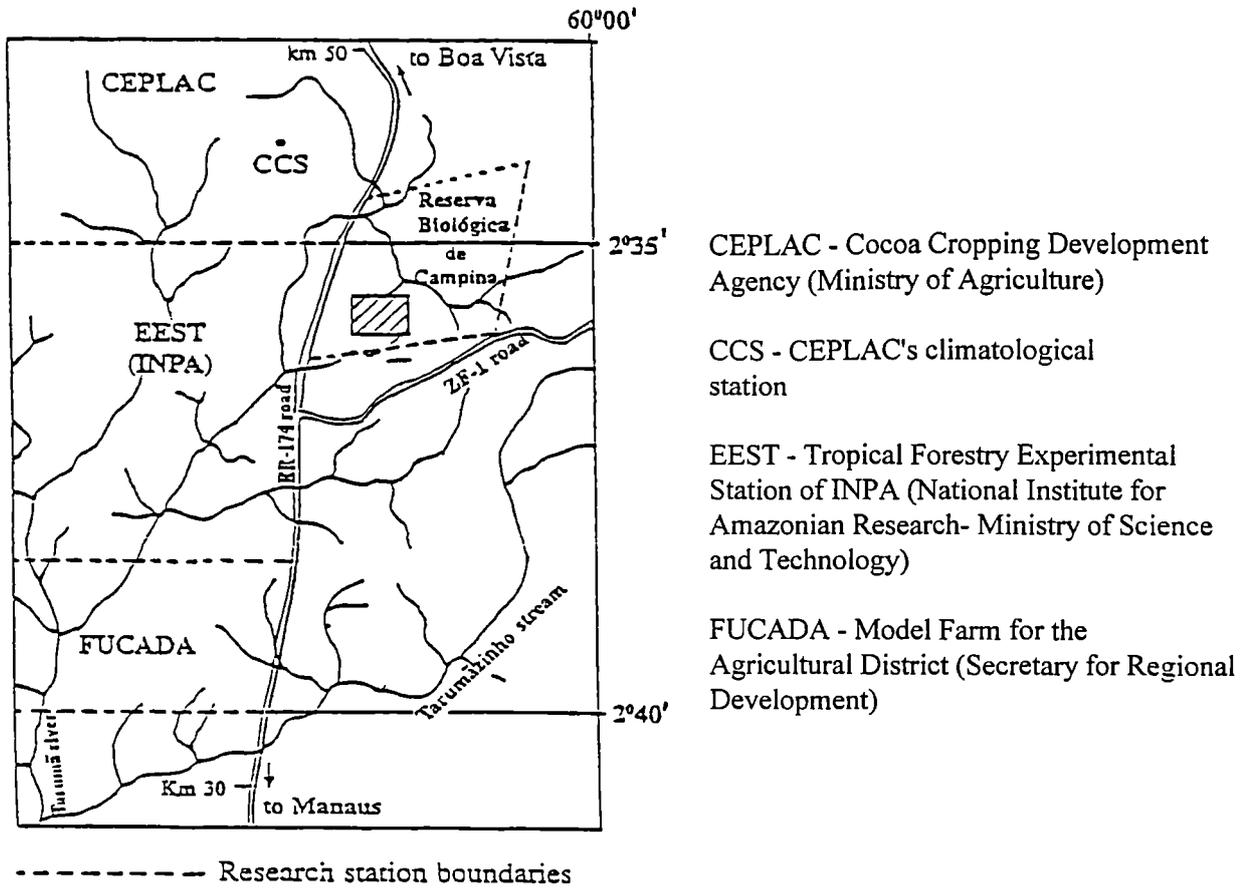 60°00'
km 50
to Boa Vista
CEPLAC
CCS
Reserva
Biológica
de
Campina
2°35'
EEST
(INPA)
ZF-1 road
RR-174 road
FUCADA
Tarumãzinho stream
2°40'
Tarumã river
Km 30
to Manaus
Research station boundaries
CEPLAC - Cocoa Cropping Development
Agency (Ministry of Agriculture)
CCS - CEPLAC's climatological
station
EEST - Tropical Forestry Experimental
Station of INPA (National Institute for
Amazonian Research- Ministry of Science
and Technology)
FUCADA - Model Farm for the
Agricultural District (Secretary for Regional
Development)